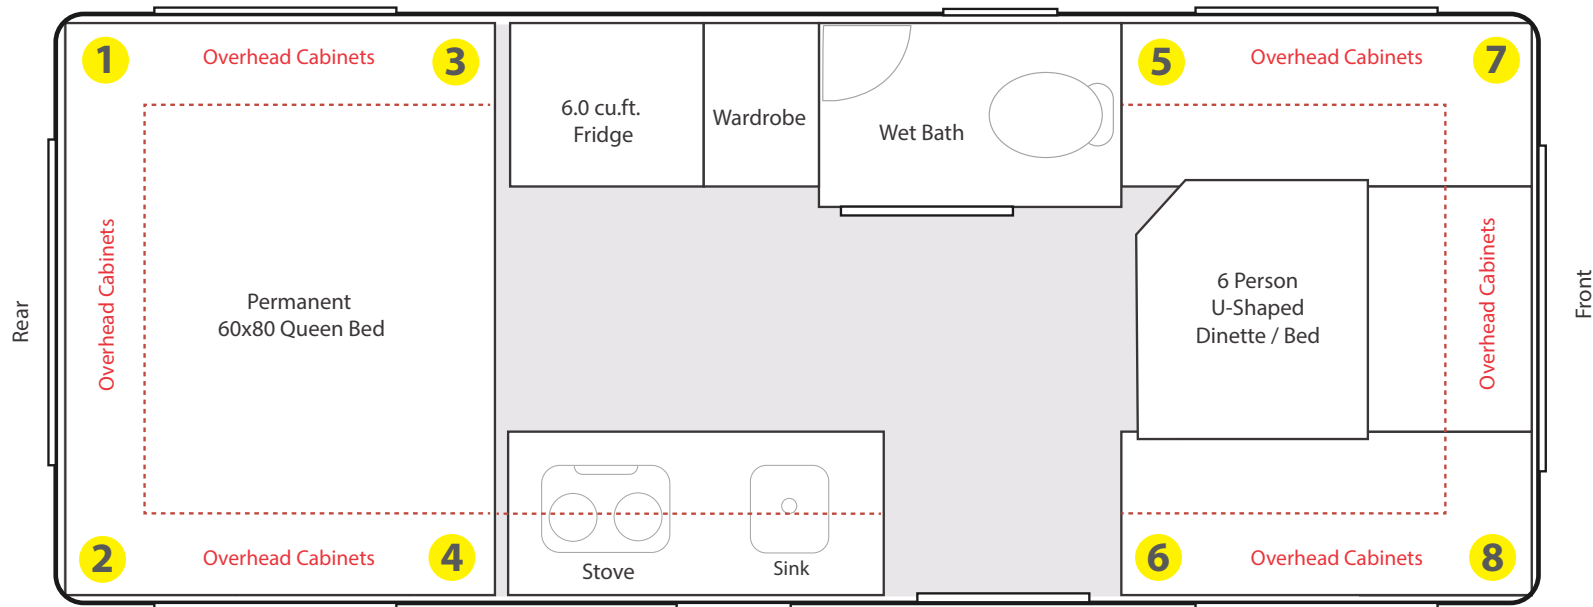 1
Overhead Cabinets
3
6.0 cu.ft.
Fridge
Wardrobe
Wet Bath
5
Overhead Cabinets
7
Rear
Overhead Cabinets
Permanent
60x80 Queen Bed
6 Person
U-Shaped
Dinette / Bed
Overhead Cabinets
Front
2
Overhead Cabinets
4
Stove
Sink
6
Overhead Cabinets
8